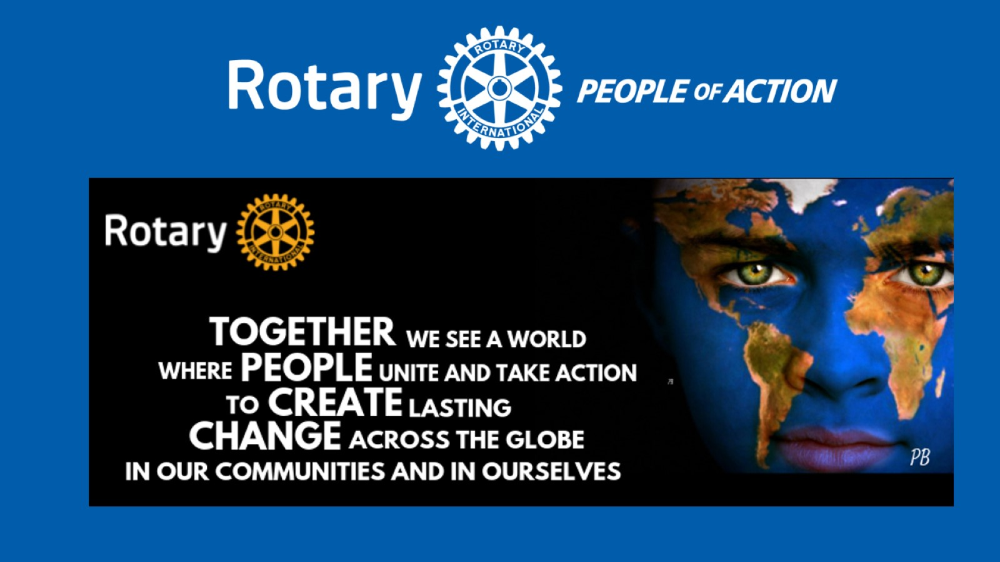 Rotary ROTARY INTERNATIONAL PEOPLE OF ACTION
Rotary ROTARY INTERNATIONAL
TOGETHER WE SEE A WORLD
WHERE PEOPLE UNITE AND TAKE ACTION
TO CREATE LASTING
CHANGE ACROSS THE GLOBE
IN OUR COMMUNITIES AND IN OURSELVES
PB